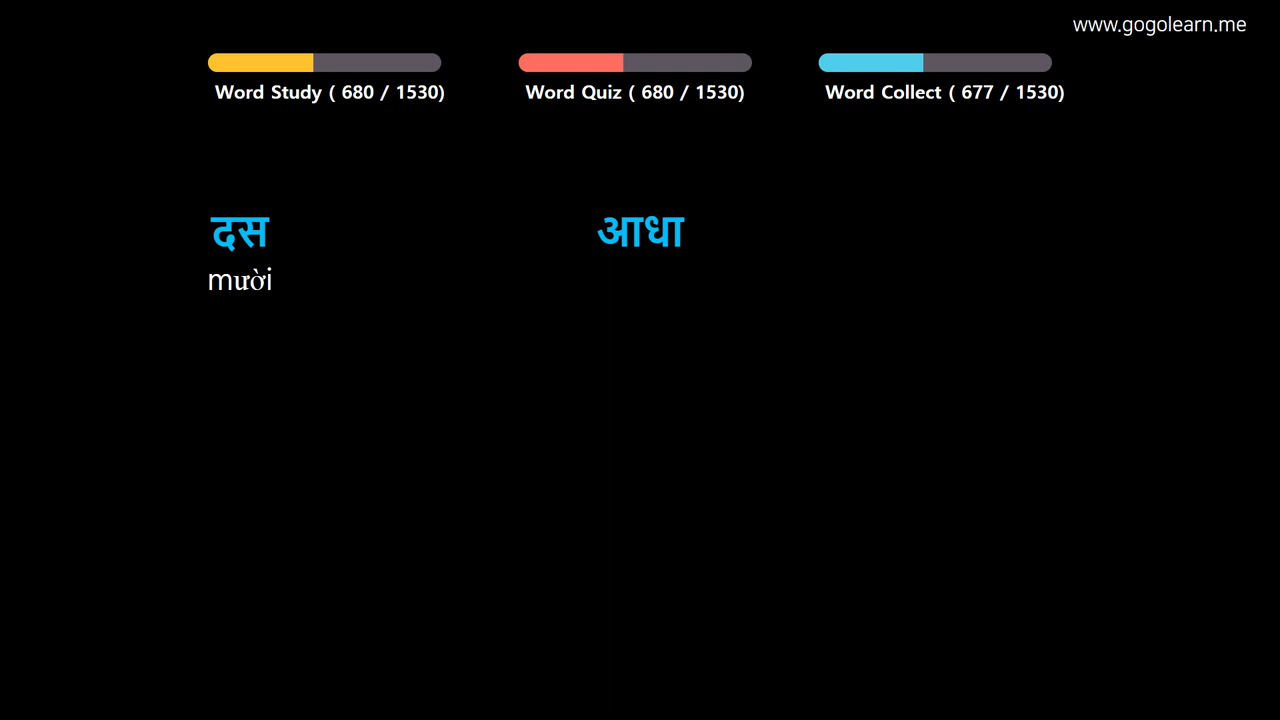 www.gogolearn.me
Word Study ( 680 / 1530)
Word Quiz ( 680 / 1530)
Word Collect ( 677 / 1530)
दस
आधा
mười